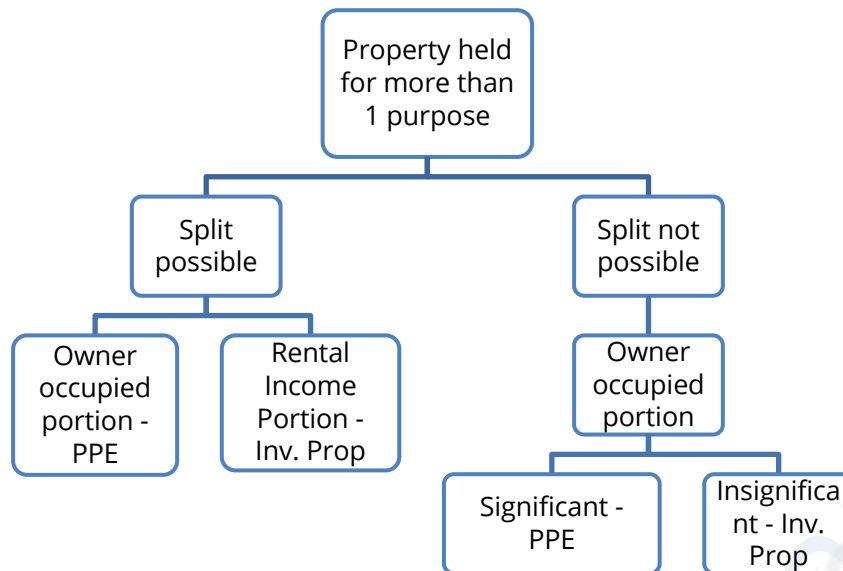 Property held
for more than
1 purpose
Split
possible
Split not
possible
Owner
occupied
portion -
PPE
Rental
Income
Portion -
Inv. Prop
Owner
occupied
portion
Significant -
PPE
Insignifica
nt - Inv.
Prop